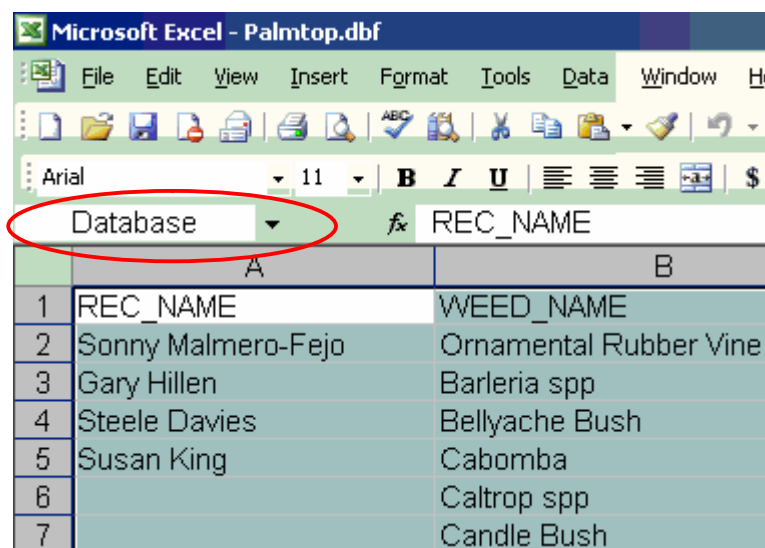 Microsoft Excel - Palmtop.dbf
File Edit View Insert Format Tools Data Window
ABC
Arial 11 B I U $
Database fx REC_NAME
A B
1 REC_NAME WEED_NAME
2 Sonny Malmero-Fejo Ornamental Rubber Vine
3 Gary Hillen Barleria spp
4 Steele Davies Bellyache Bush
5 Susan King Cabomba
6 Caltrop spp
7 Candle Bush